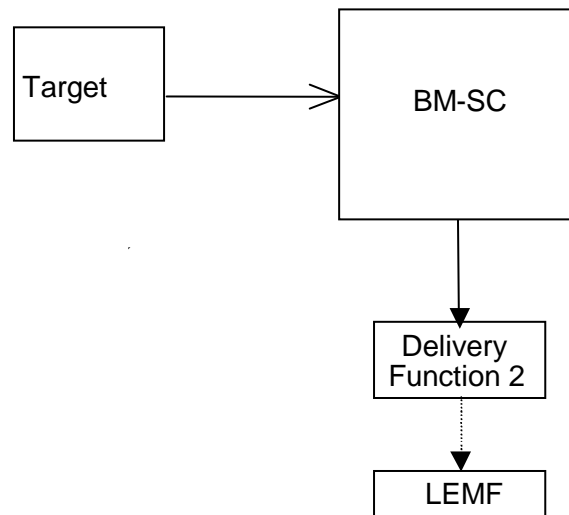 Target
BM-SC
Delivery
Function 2
LEMF